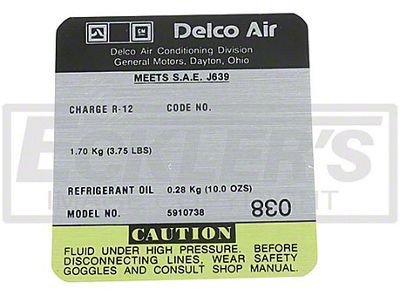 Delco Air
Delco Air Conditioning Division
General Motors, Dayton, Ohio
MEETS S.A.E. J639
CHARGE R-12 CODE NO.
1.70 Kg (3.75 LBS)
REFRIGERANT OIL 0.28 Kg (10.0 OZS)
MODEL NO. 5910738 038
CAUTION
FLUID UNDER HIGH PRESSURE. BEFORE
DISCONNECTING LINES, WEAR SAFETY
GOGGLES AND CONSULT SHOP MANUAL.
ECKLER'S